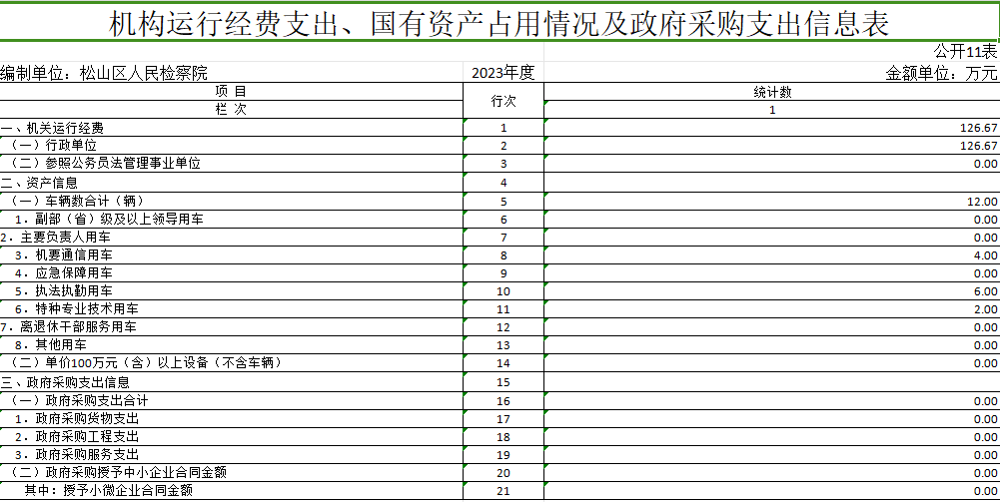 机构运行经费支出、国有资产占用情况及政府采购支出信息表
公开11表
编制单位：松山区人民检察院 2023年度 金额单位：万元
项 目 行次 统计数
栏 次 1
一、机关运行经费 1 126.67
（一）行政单位 2 126.67
（二）参照公务员法管理事业单位 3 0.00
二、资产信息 4
（一）车辆数合计（辆） 5 12.00
1．副部（省）级及以上领导用车 6 0.00
2．主要负责人用车 7 0.00
3．机要通信用车 8 4.00
4．应急保障用车 9 0.00
5．执法执勤用车 10 6.00
6．特种专业技术用车 11 2.00
7．离退休干部服务用车 12 0.00
8．其他用车 13 0.00
（二）单价100万元（含）以上设备（不含车辆） 14 0.00
三、政府采购支出信息 15
（一）政府采购支出合计 16 0.00
1．政府采购货物支出 17 0.00
2．政府采购工程支出 18 0.00
3．政府采购服务支出 19 0.00
（二）政府采购授予中小企业合同金额 20 0.00
其中：授予小微企业合同金额 21 0.00